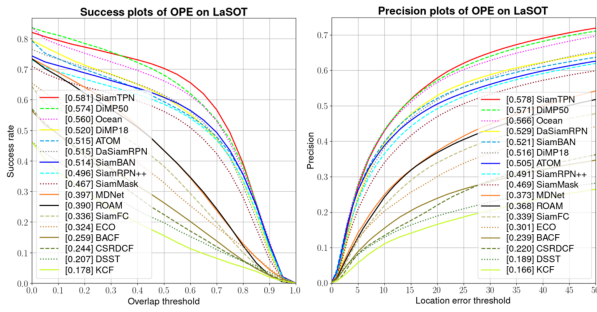 Success plots of OPE on LaSOT
0.8
0.7
0.6
0.5
0.4
0.3
0.2
0.1
0.0
Success rate
[0.581] SiamTPN
[0.574] DiMP50
[0.560] Ocean
[0.520] DiMP18
[0.515] ATOM
[0.515] DaSiamRPN
[0.514] SiamBAN
[0.496] SiamRPN++
[0.467] SiamMask
[0.397] MDNet
[0.390] ROAM
[0.336] SiamFC
[0.324] ECO
[0.259] BACF
[0.244] CSRDCF
[0.207] DSST
[0.178] KCF
0.0 0.1 0.2 0.3 0.4 0.5 0.6 0.7 0.8 0.9 1.0
Overlap threshold
Precision plots of OPE on LaSOT
0.7
0.6
0.5
0.4
0.3
0.2
0.1
0.0
Precision
[0.578] SiamTPN
[0.571] DiMP50
[0.566] Ocean
[0.529] DaSiamRPN
[0.521] SiamBAN
[0.516] DiMP18
[0.505] ATOM
[0.491] SiamRPN++
[0.469] SiamMask
[0.373] MDNet
[0.368] ROAM
[0.339] SiamFC
[0.301] ECO
[0.239] BACF
[0.220] CSRDCF
[0.189] DSST
[0.166] KCF
0 5 10 15 20 25 30 35 40 45 50
Location error threshold